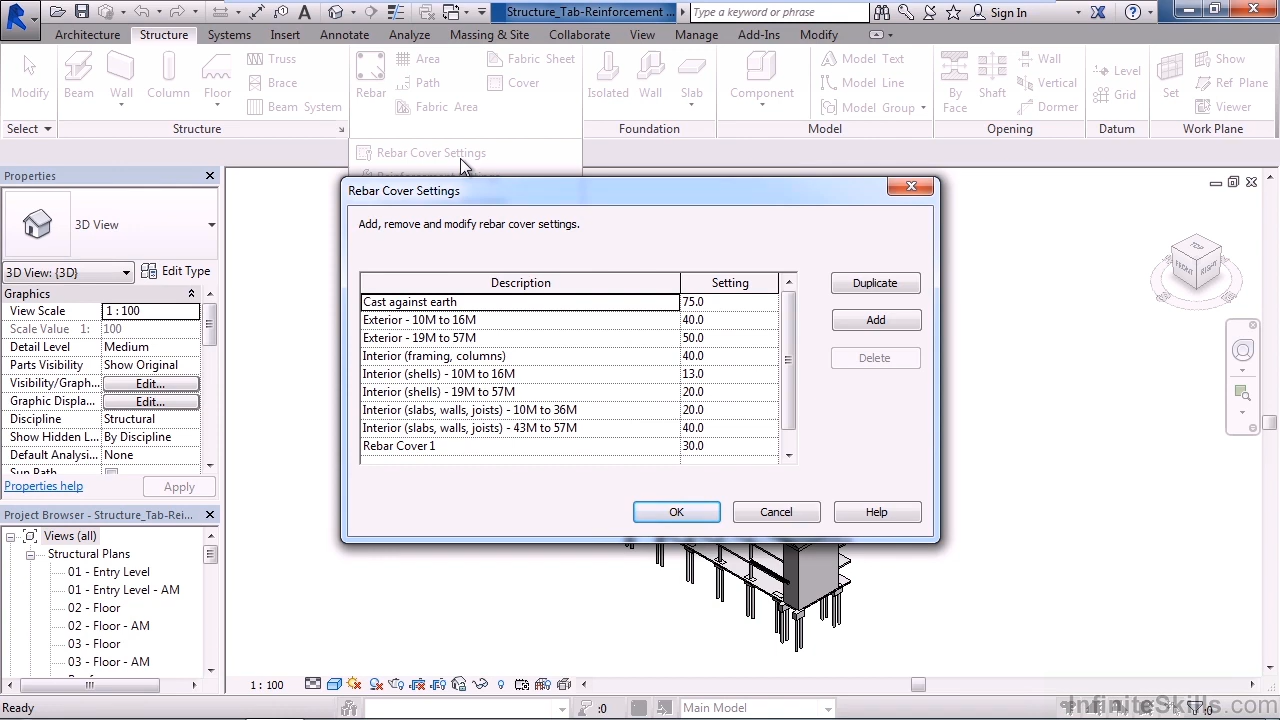 Structure_Tab-Reinforcement ...
Type a keyword or phrase
Sign In
Architecture Structure Systems Insert Annotate Analyze Massing & Site Collaborate View Manage Add-Ins Modify
Modify
Beam
Wall
Column
Floor
Truss
Brace
Beam System
Rebar
Area
Path
Fabric Area
Fabric Sheet
Cover
Isolated
Wall
Slab
Component
Model Text
Model Line
Model Group
By Face
Shaft
Wall
Vertical
Dormer
Level
Grid
Set
Show
Ref Plane
Viewer
Select
Structure
Foundation
Model
Opening
Datum
Work Plane
Rebar Cover Settings
Properties
3D View
3D View: {3D}
Edit Type
Graphics
View Scale 1 : 100
Scale Value 1: 100
Detail Level Medium
Parts Visibility Show Original
Visibility/Graph... Edit...
Graphic Displa... Edit...
Discipline Structural
Show Hidden L... By Discipline
Default Analysi... None
Sun Path
Properties help
Apply
Project Browser - Structure_Tab-Rei...
Views (all)
Structural Plans
01 - Entry Level
01 - Entry Level - AM
02 - Floor
02 - Floor - AM
03 - Floor
03 - Floor - AM
Rebar Cover Settings
Add, remove and modify rebar cover settings.
Description Setting
Cast against earth 75.0
Exterior - 10M to 16M 40.0
Exterior - 19M to 57M 50.0
Interior (framing, columns) 40.0
Interior (shells) - 10M to 16M 13.0
Interior (shells) - 19M to 57M 20.0
Interior (slabs, walls, joists) - 10M to 36M 20.0
Interior (slabs, walls, joists) - 43M to 57M 40.0
Rebar Cover 1 30.0
Duplicate
Add
Delete
OK
Cancel
Help
FRONT
RIGHT
1 : 100
Ready
:0
Main Model
:0
InfiniteSkills.com